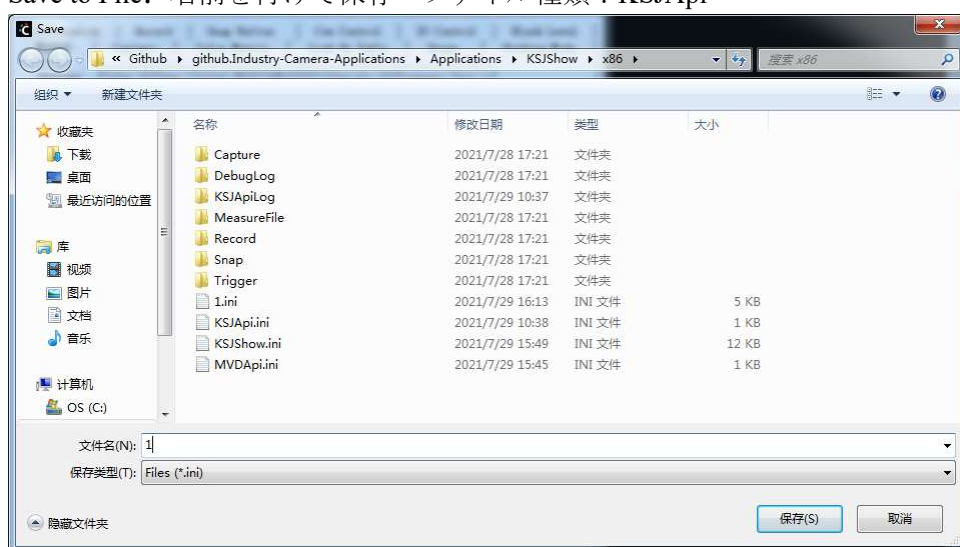 Save to File: 名前を付けて保存 ファイル種類：KSJApi
Save
« Github ▸ github.Industry-Camera-Applications ▸ Applications ▸ KSJShow ▸ x86 ▸
搜索 x86
组织 ▼ 新建文件夹
收藏夹
下载
桌面
最近访问的位置
库
视频
图片
文档
音乐
计算机
OS (C:)
名称 修改日期 类型 大小
Capture 2021/7/28 17:21 文件夹
DebugLog 2021/7/28 17:21 文件夹
KSJApiLog 2021/7/29 10:37 文件夹
MeasureFile 2021/7/28 17:21 文件夹
Record 2021/7/28 17:21 文件夹
Snap 2021/7/28 17:21 文件夹
Trigger 2021/7/28 17:21 文件夹
1.ini 2021/7/29 16:13 INI 文件 5 KB
KSJApi.ini 2021/7/29 10:38 INI 文件 1 KB
KSJShow.ini 2021/7/29 15:49 INI 文件 12 KB
MVDApi.ini 2021/7/29 15:45 INI 文件 1 KB
文件名(N): 1
保存类型(T): Files (*.ini)
隐藏文件夹
保存(S) 取消